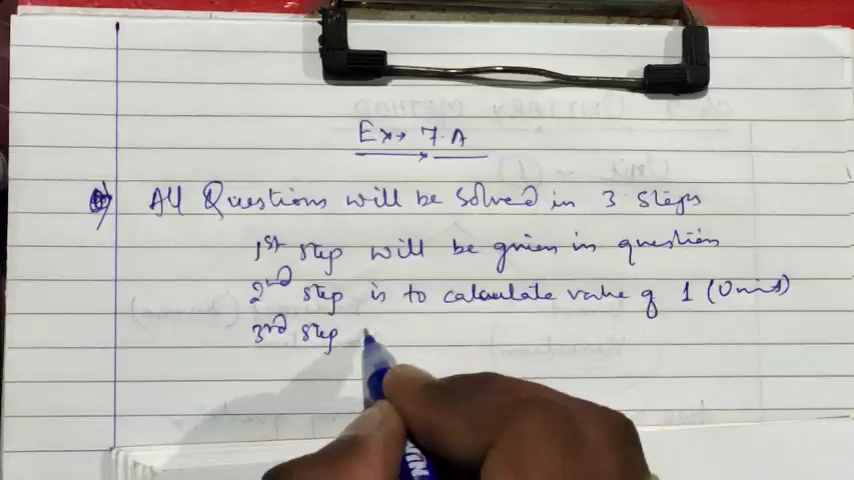 Ex→ 7.A
All Questions will be Solved in 3 Steps
1st step will be given in question
2nd step is to calculate value of 1 (Unit)
3rd step